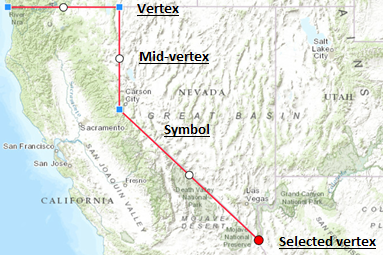 River
Nat
Vertex
Salt Lake
City
Mid-vertex
NEVADA
Carson
City
UTAH
GREAT BASIN
Sacramento
Symbol
San Francisco
San Jose
SAN JOAQUIN VALLEY
Fresno
Death Valley
National
Park
Las
Vegas
Grand Canyon
National
Park
CALIFORNIA
MOJAVE
DESERT
Mojave
National
Preserve
Selected vertex